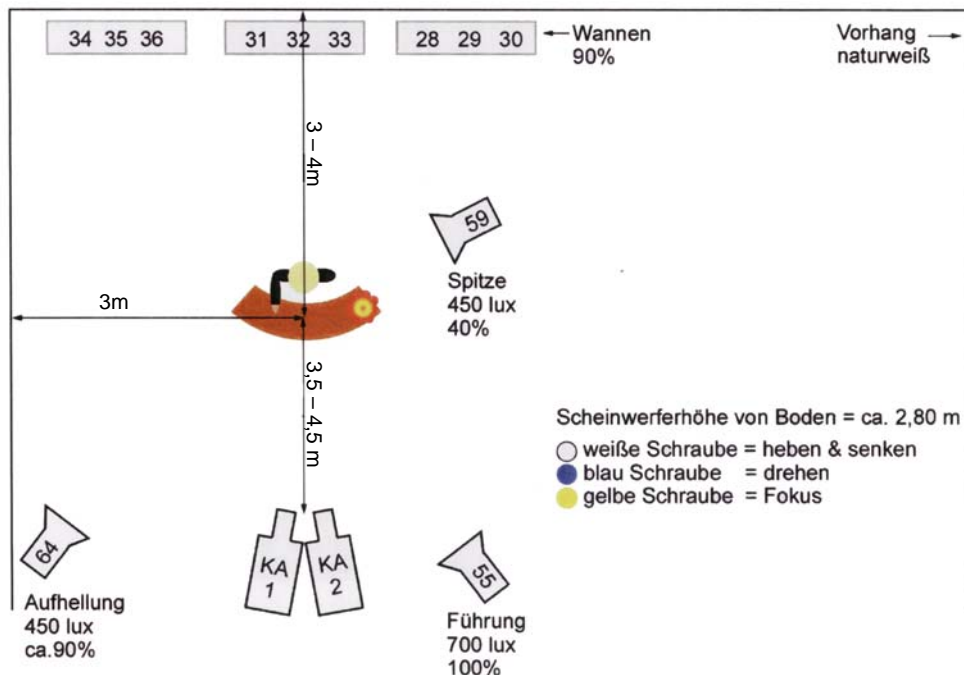 34 35 36
31 32 33
28 29 30
Wannen
90%
Vorhang
naturweiß
3 – 4m
59
Spitze
450 lux
40%
3m
3,5 – 4,5 m
Scheinwerferhöhe von Boden = ca. 2,80 m
weiße Schraube = heben & senken
blau Schraube = drehen
gelbe Schraube = Fokus
64
KA
1
KA
2
55
Aufhellung
450 lux
ca.90%
Führung
700 lux
100%